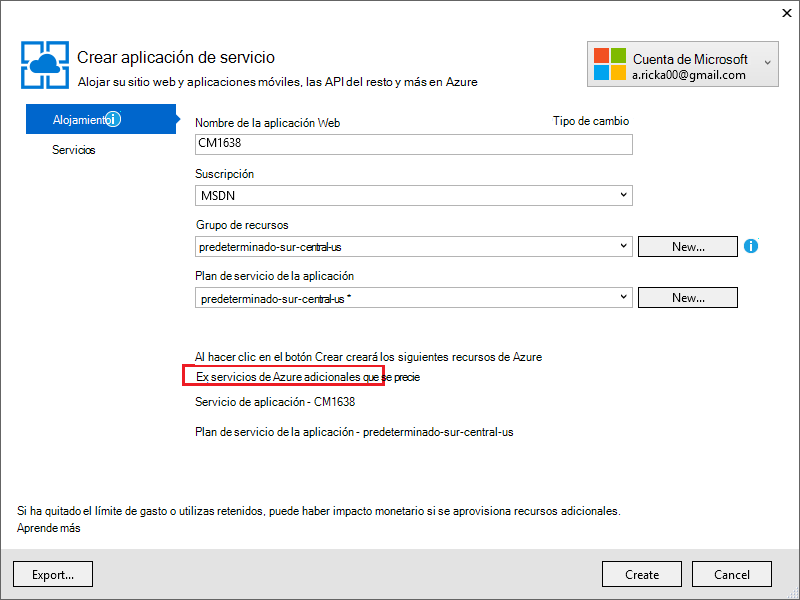 Crear aplicación de servicio
Alojar su sitio web y aplicaciones móviles, las API del resto y más en Azure
Cuenta de Microsoft
a.ricka00@gmail.com
Alojamiento
Servicios
Nombre de la aplicación Web
Tipo de cambio
CM1638
Suscripción
MSDN
Grupo de recursos
predeterminado-sur-central-us
New...
Plan de servicio de la aplicación
predeterminado-sur-central-us *
New...
Al hacer clic en el botón Crear creará los siguientes recursos de Azure
Ex servicios de Azure adicionales que se precie
Servicio de aplicación - CM1638
Plan de servicio de la aplicación - predeterminado-sur-central-us
Si ha quitado el límite de gasto o utilizas retenidos, puede haber impacto monetario si se aprovisiona recursos adicionales.
Aprende más
Export...
Create
Cancel